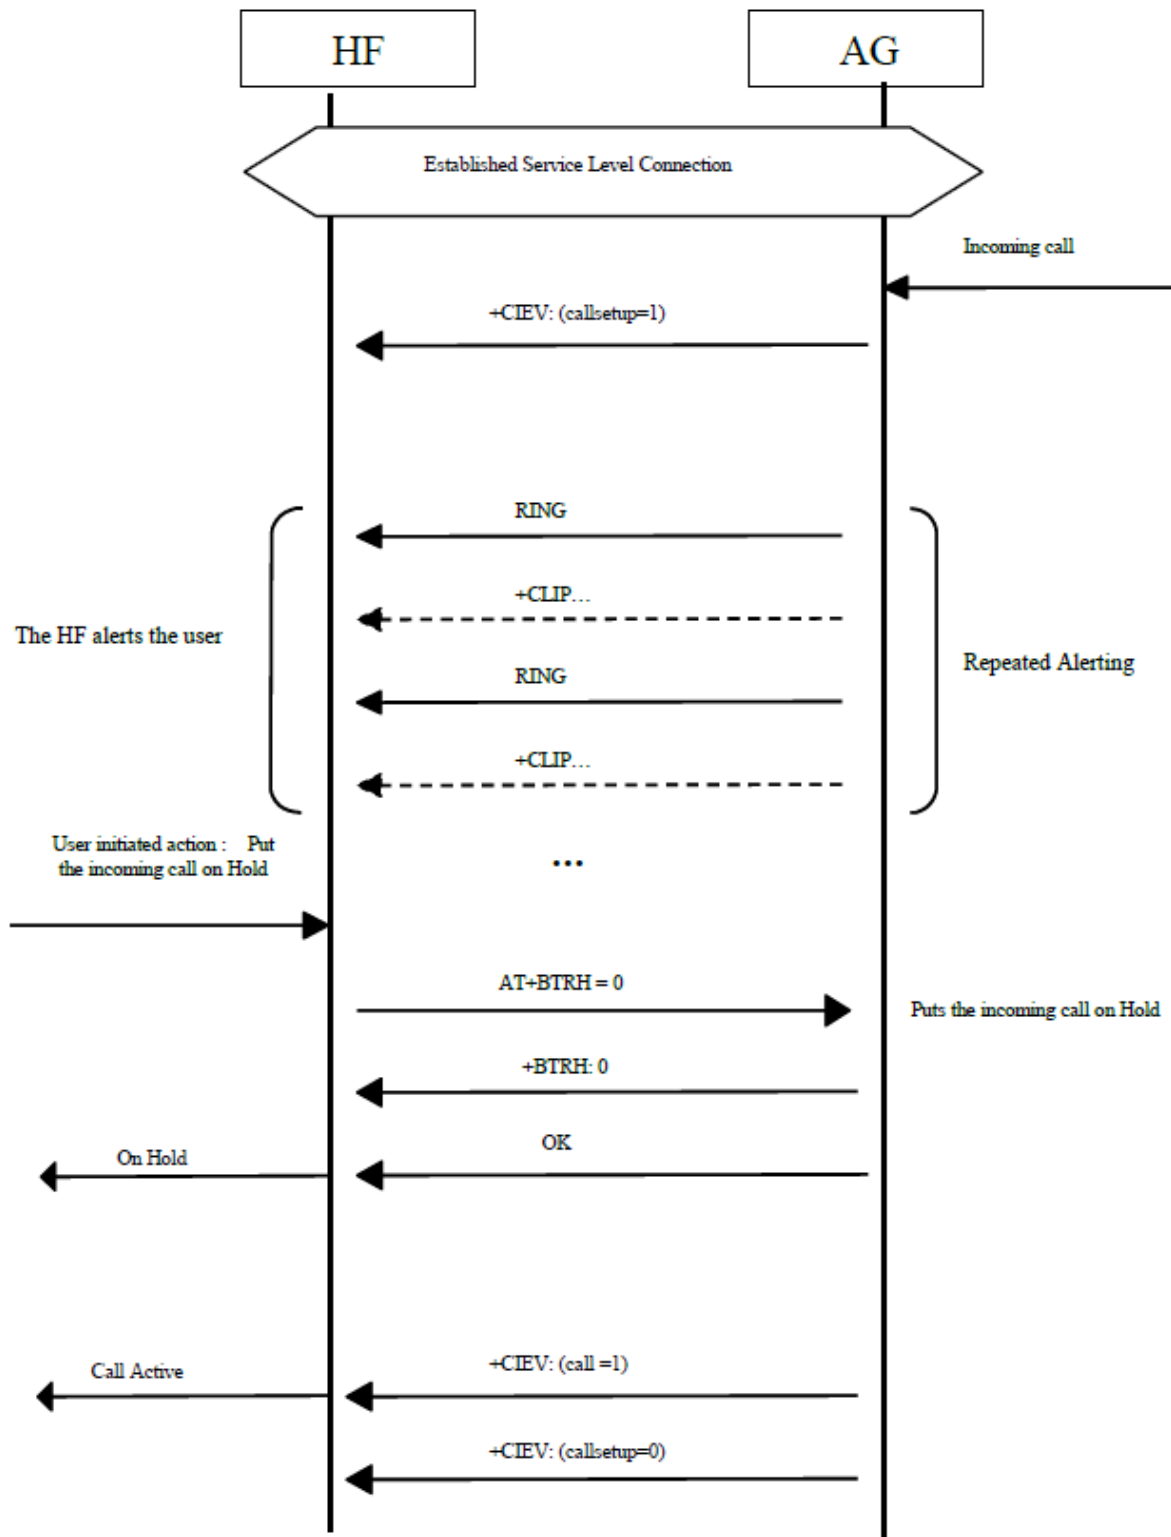 HF
AG
Established Service Level Connection
Incoming call
+CIEV: (callsetup=1)
RING
+CLIP...
The HF alerts the user
Repeated Alerting
RING
+CLIP...
User initiated action : Put
the incoming call on Hold
...
AT+BTRH = 0
Puts the incoming call on Hold
+BTRH: 0
OK
On Hold
+CIEV: (call =1)
Call Active
+CIEV: (callsetup=0)